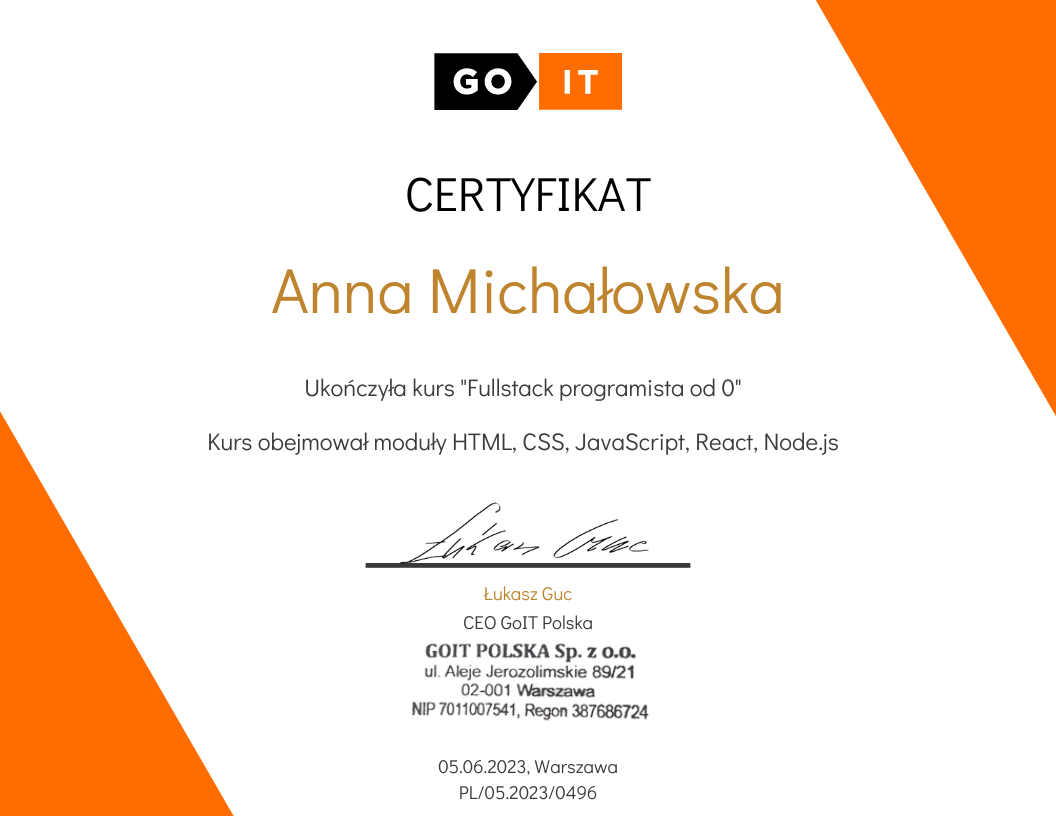 GO IT
CERTYFIKAT
Anna Michałowska
Ukończyła kurs "Fullstack programista od 0"
Kurs obejmował moduły HTML, CSS, JavaScript, React, Node.js
Łukasz Guc
Łukasz Guc
CEO GoIT Polska
GOIT POLSKA Sp. z o.o.
ul. Aleje Jerozolimskie 89/21
02-001 Warszawa
NIP 7011007541, Regon 387686724
05.06.2023, Warszawa
PL/05.2023/0496